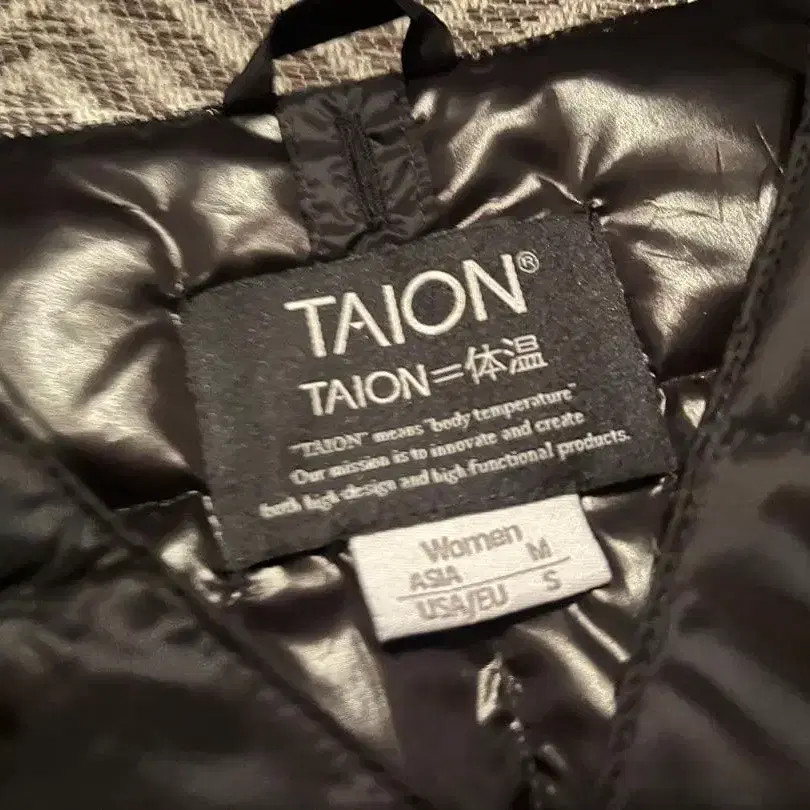 TAION®
TAION=体温
"TAION" means "body temperature"
Our mission is to innovate and create
both high-design and high functional products.
Women
ASIA M
USA/EU S